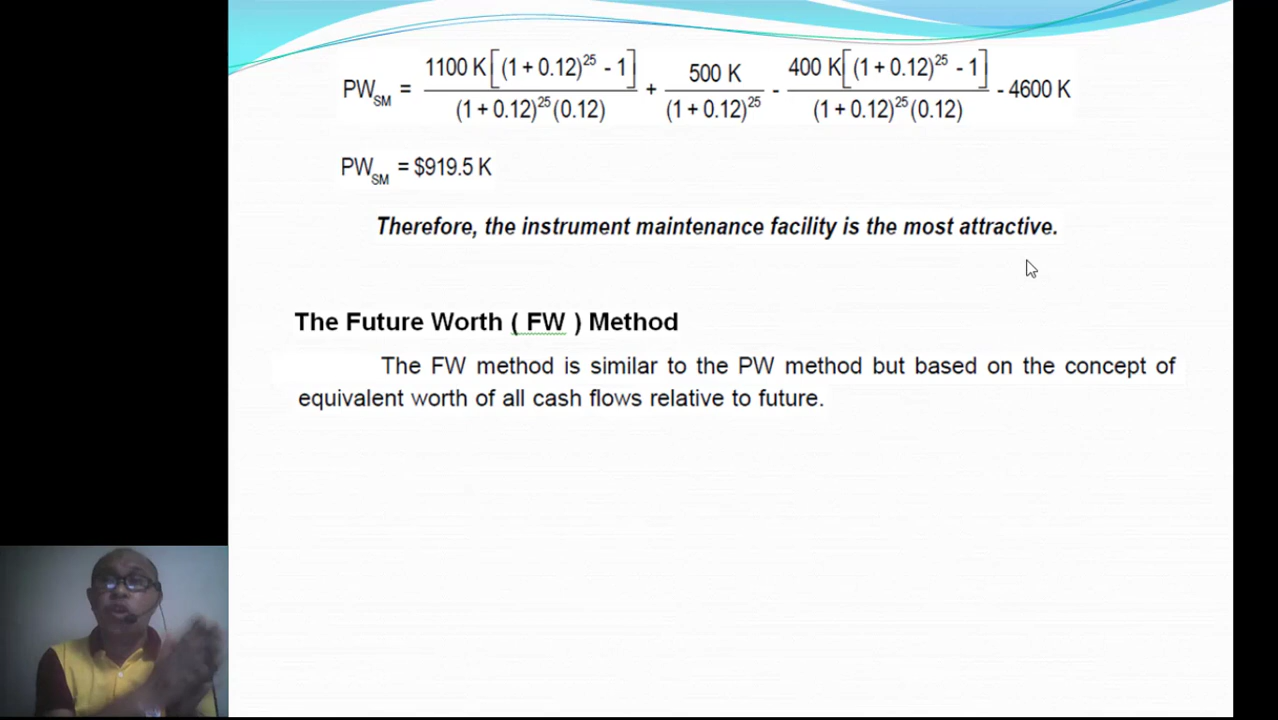 PW_SM = 1100 K[(1 + 0.12)^25 - 1] / (1 + 0.12)^25 (0.12) + 500 K / (1 + 0.12)^25 - 400 K[(1 + 0.12)^25 - 1] / (1 + 0.12)^25 (0.12) - 4600 K
PW_SM = $919.5 K
Therefore, the instrument maintenance facility is the most attractive.
The Future Worth ( FW ) Method
The FW method is similar to the PW method but based on the concept of
equivalent worth of all cash flows relative to future.